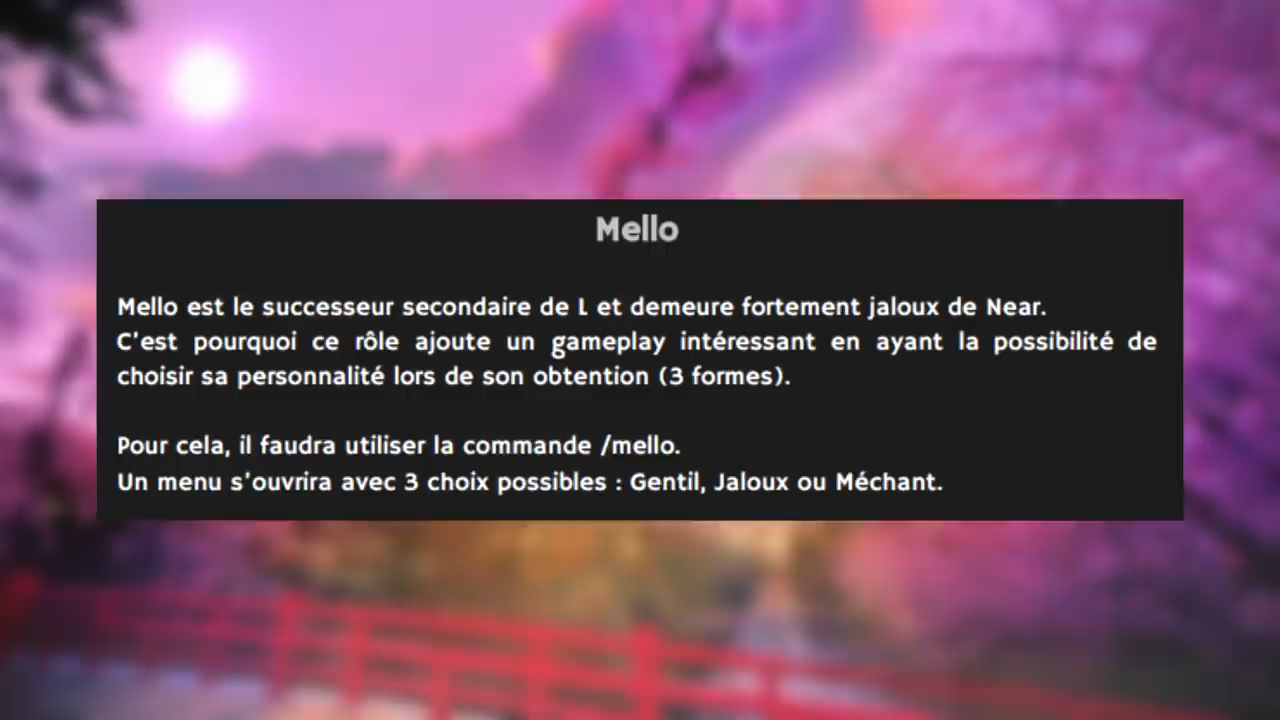 Mello
Mello est le successeur secondaire de L et demeure fortement jaloux de Near.
C'est pourquoi ce rôle ajoute un gameplay intéressant en ayant la possibilité de
choisir sa personnalité lors de son obtention (3 formes).
Pour cela, il faudra utiliser la commande /mello.
Un menu s'ouvrira avec 3 choix possibles : Gentil, Jaloux ou Méchant.